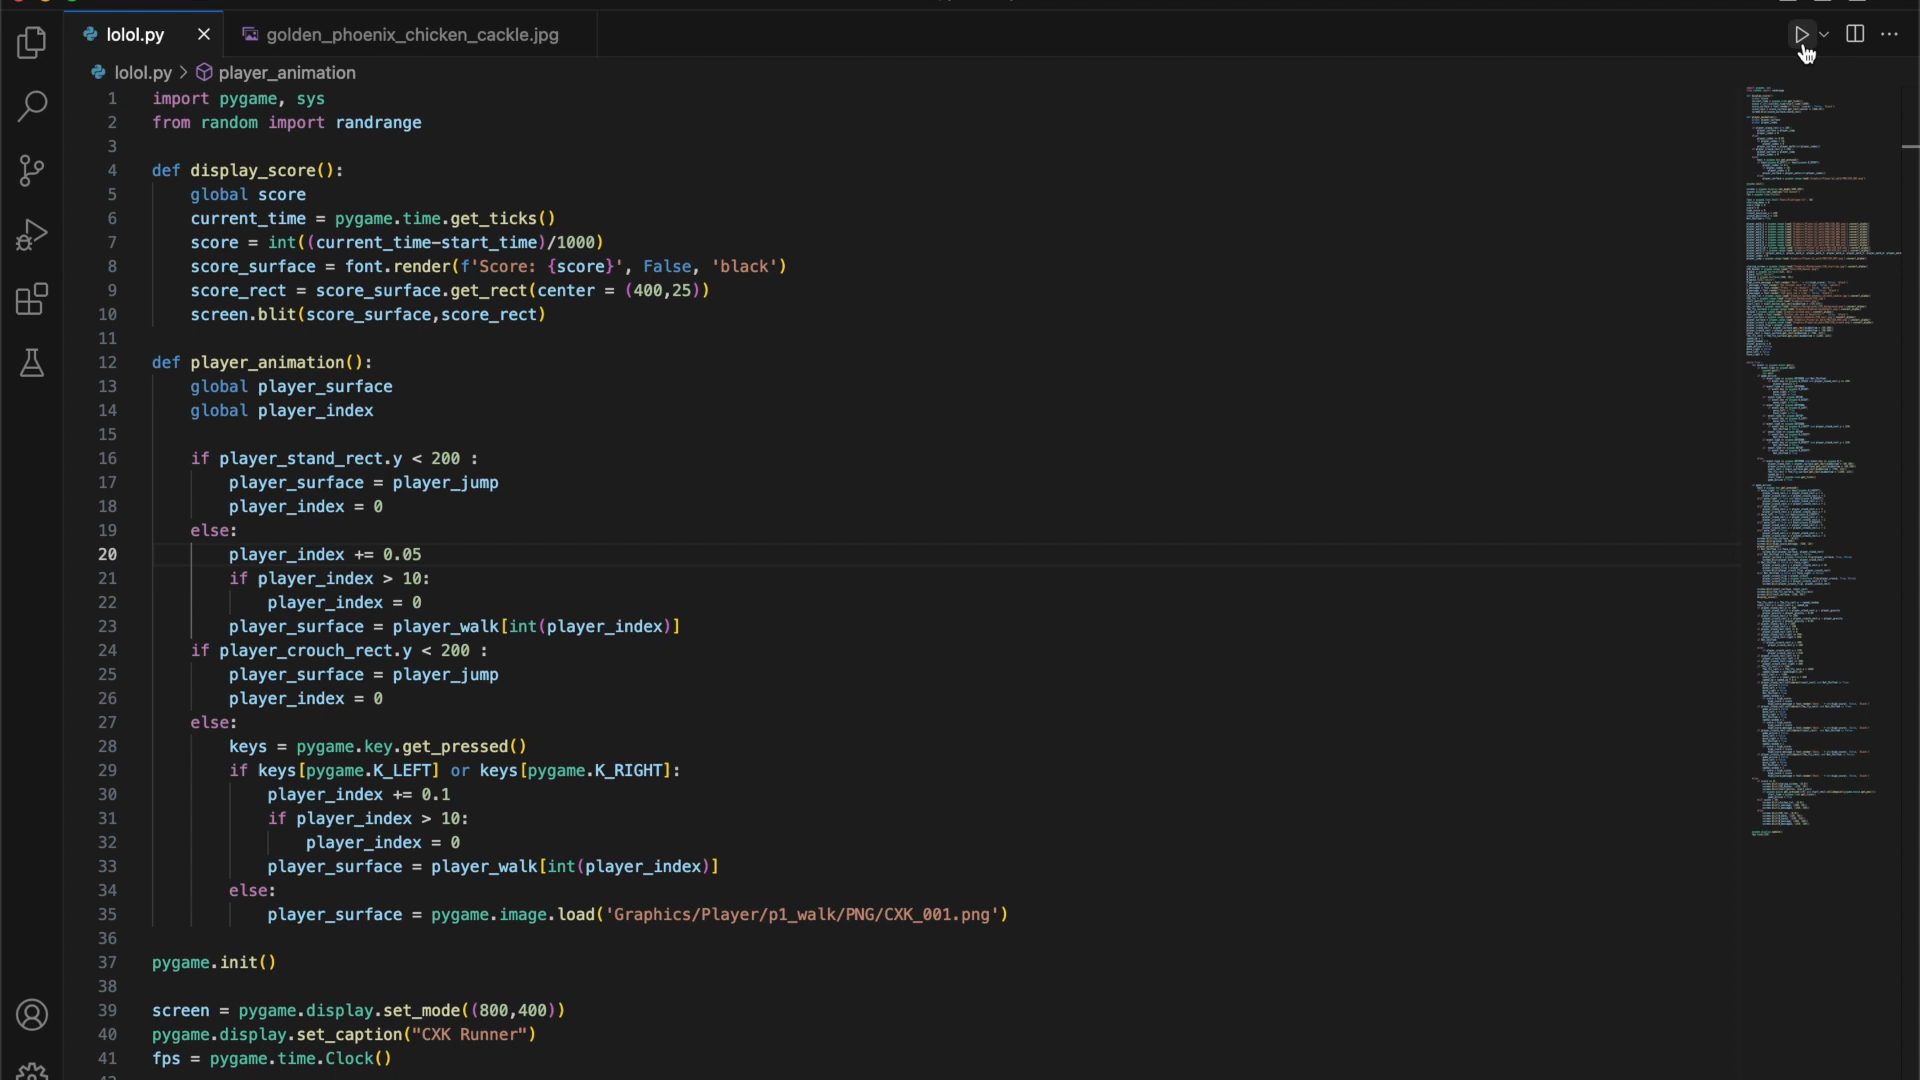 lolol.py
golden_phoenix_chicken_cackle.jpg
lolol.py > player_animation
1 import pygame, sys
2 from random import randrange
3
4 def display_score():
5 global score
6 current_time = pygame.time.get_ticks()
7 score = int((current_time-start_time)/1000)
8 score_surface = font.render(f'Score: {score}', False, 'black')
9 score_rect = score_surface.get_rect(center = (400,25))
10 screen.blit(score_surface,score_rect)
11
12 def player_animation():
13 global player_surface
14 global player_index
15
16 if player_stand_rect.y < 200 :
17 player_surface = player_jump
18 player_index = 0
19 else:
20 player_index += 0.05
21 if player_index > 10:
22 player_index = 0
23 player_surface = player_walk[int(player_index)]
24 if player_crouch_rect.y < 200 :
25 player_surface = player_jump
26 player_index = 0
27 else:
28 keys = pygame.key.get_pressed()
29 if keys[pygame.K_LEFT] or keys[pygame.K_RIGHT]:
30 player_index += 0.1
31 if player_index > 10:
32 player_index = 0
33 player_surface = player_walk[int(player_index)]
34 else:
35 player_surface = pygame.image.load('Graphics/Player/p1_walk/PNG/CXK_001.png')
36
37 pygame.init()
38
39 screen = pygame.display.set_mode((800,400))
40 pygame.display.set_caption("CXK Runner")
41 fps = pygame.time.Clock()